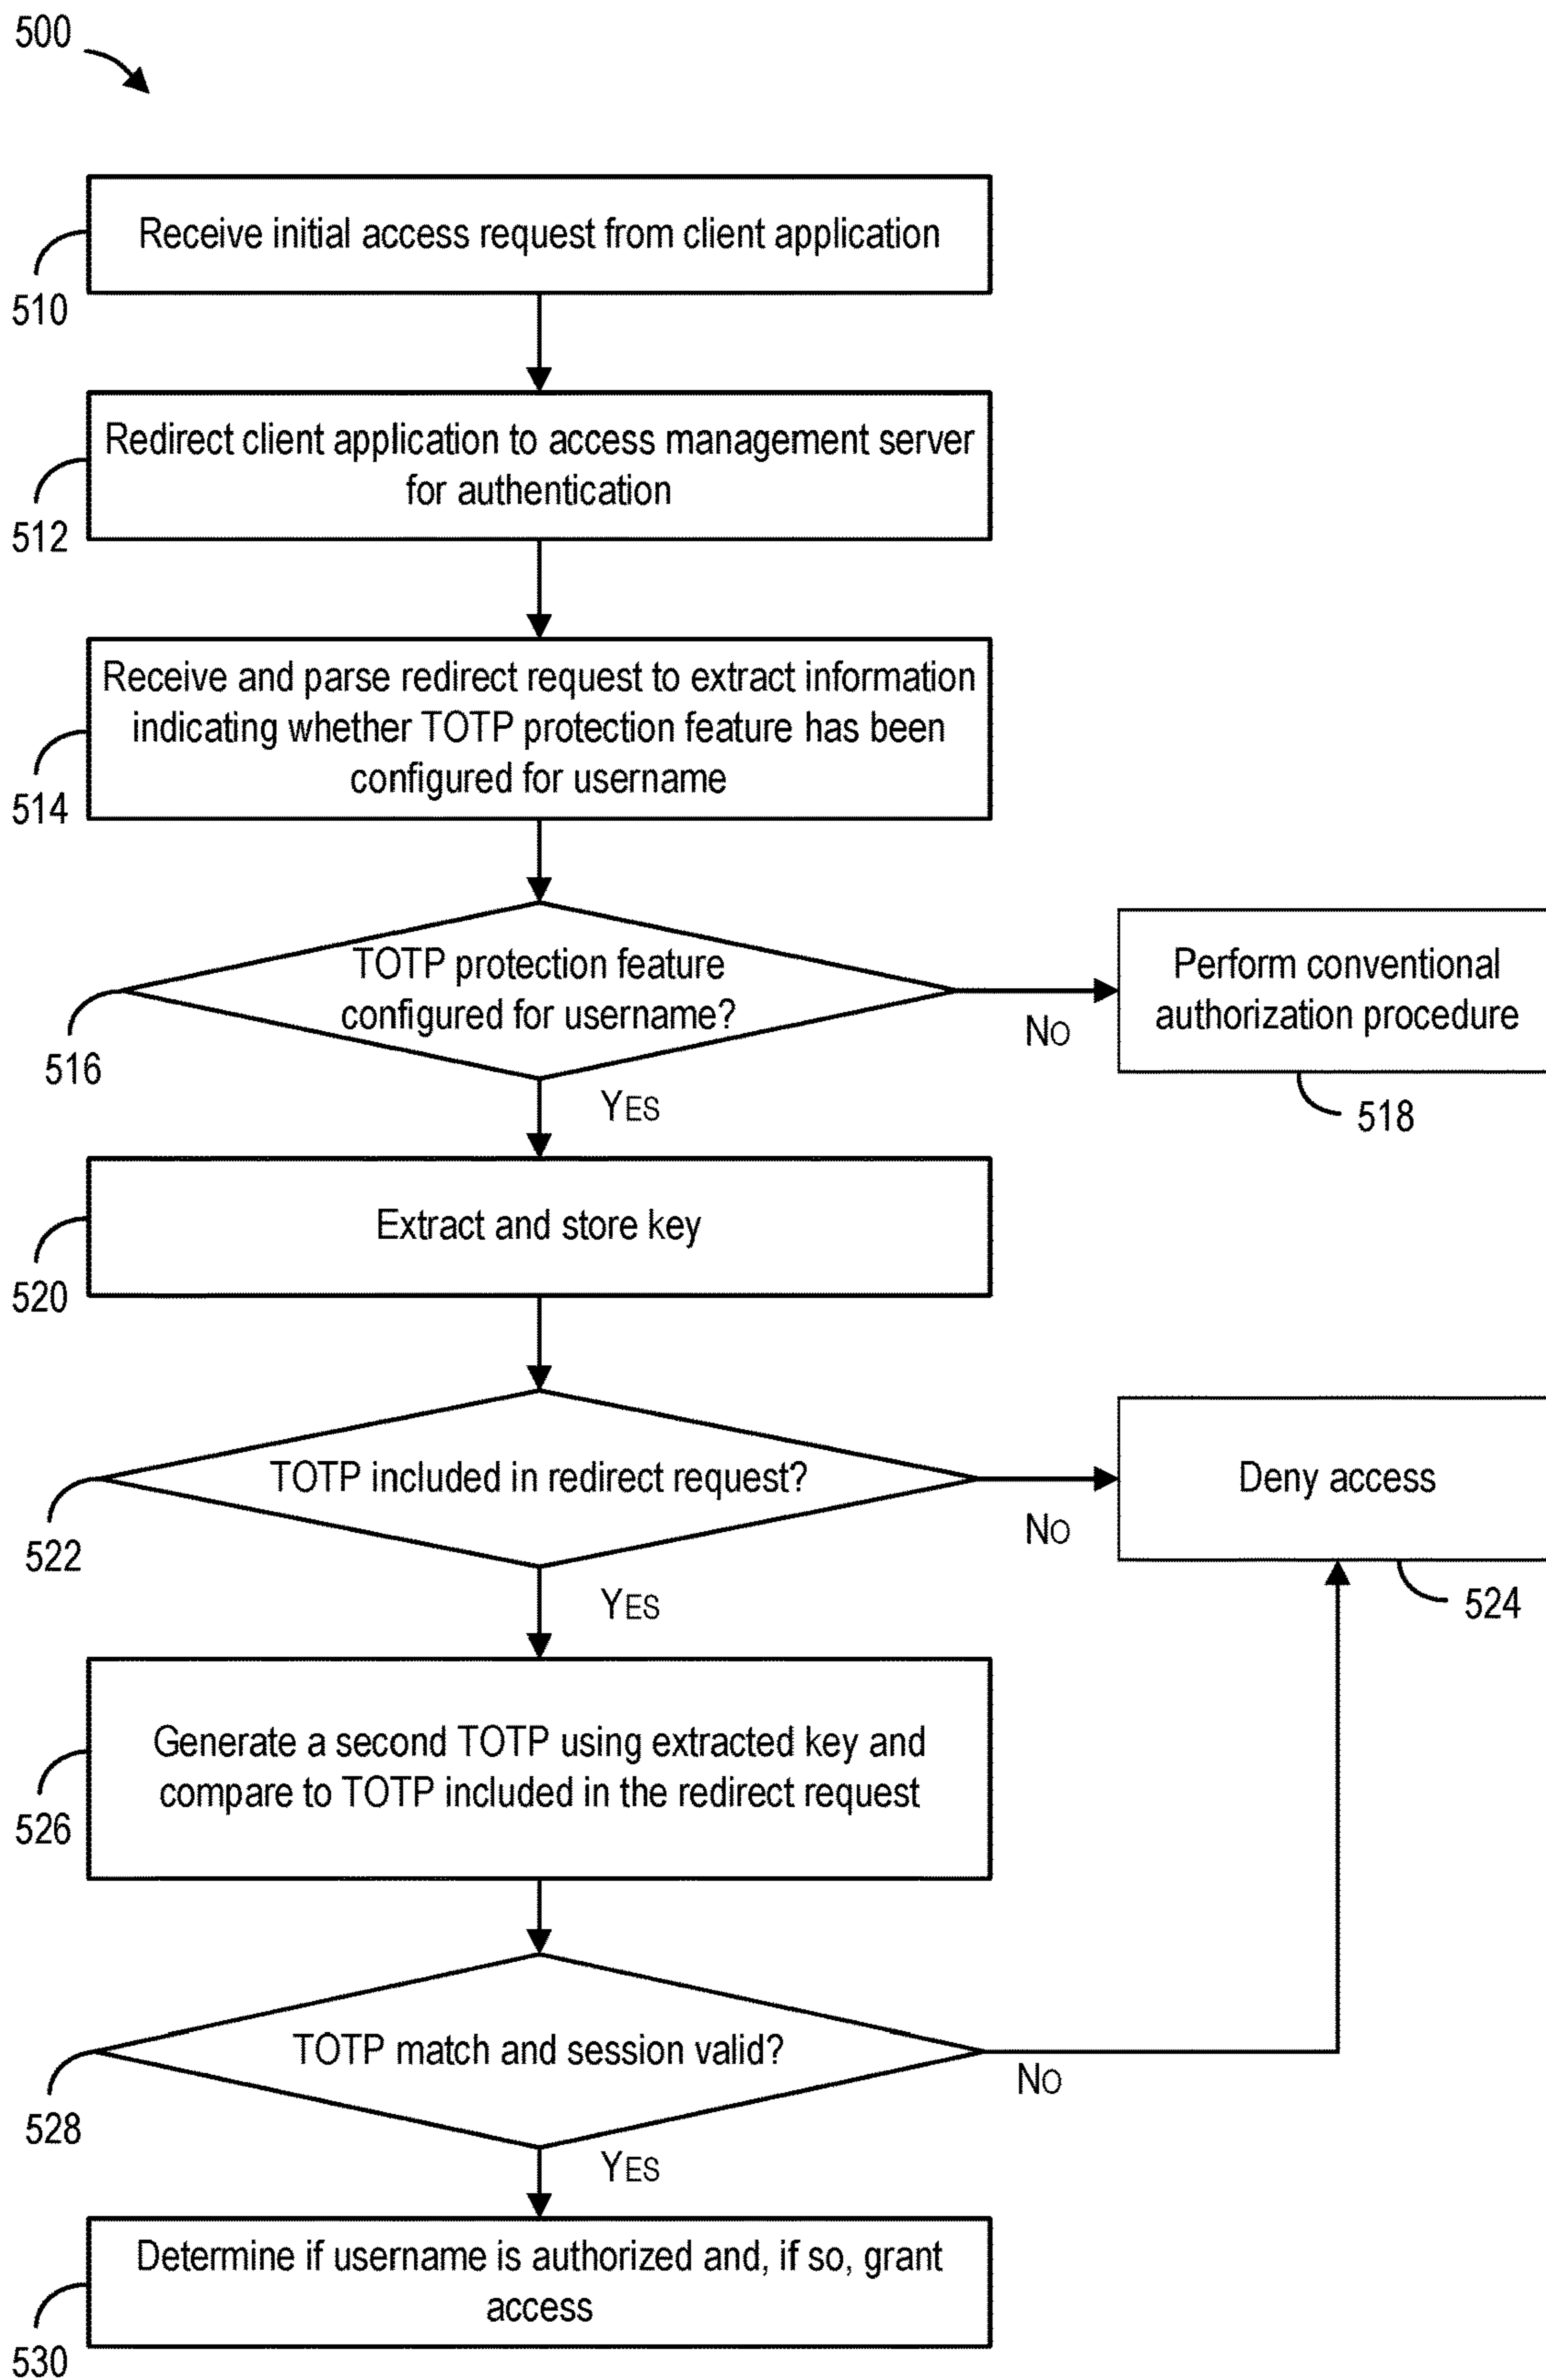 500
Receive initial access request from client application
510
Redirect client application to access management server
for authentication
512
Receive and parse redirect request to extract information
indicating whether TOTP protection feature has been
configured for username
514
TOTP protection feature
configured for username?
516
NO
Perform conventional
authorization procedure
518
YES
Extract and store key
520
TOTP included in redirect request?
522
NO
Deny access
524
YES
Generate a second TOTP using extracted key and
compare to TOTP included in the redirect request
526
TOTP match and session valid?
528
NO
YES
Determine if username is authorized and, if so, grant
access
530